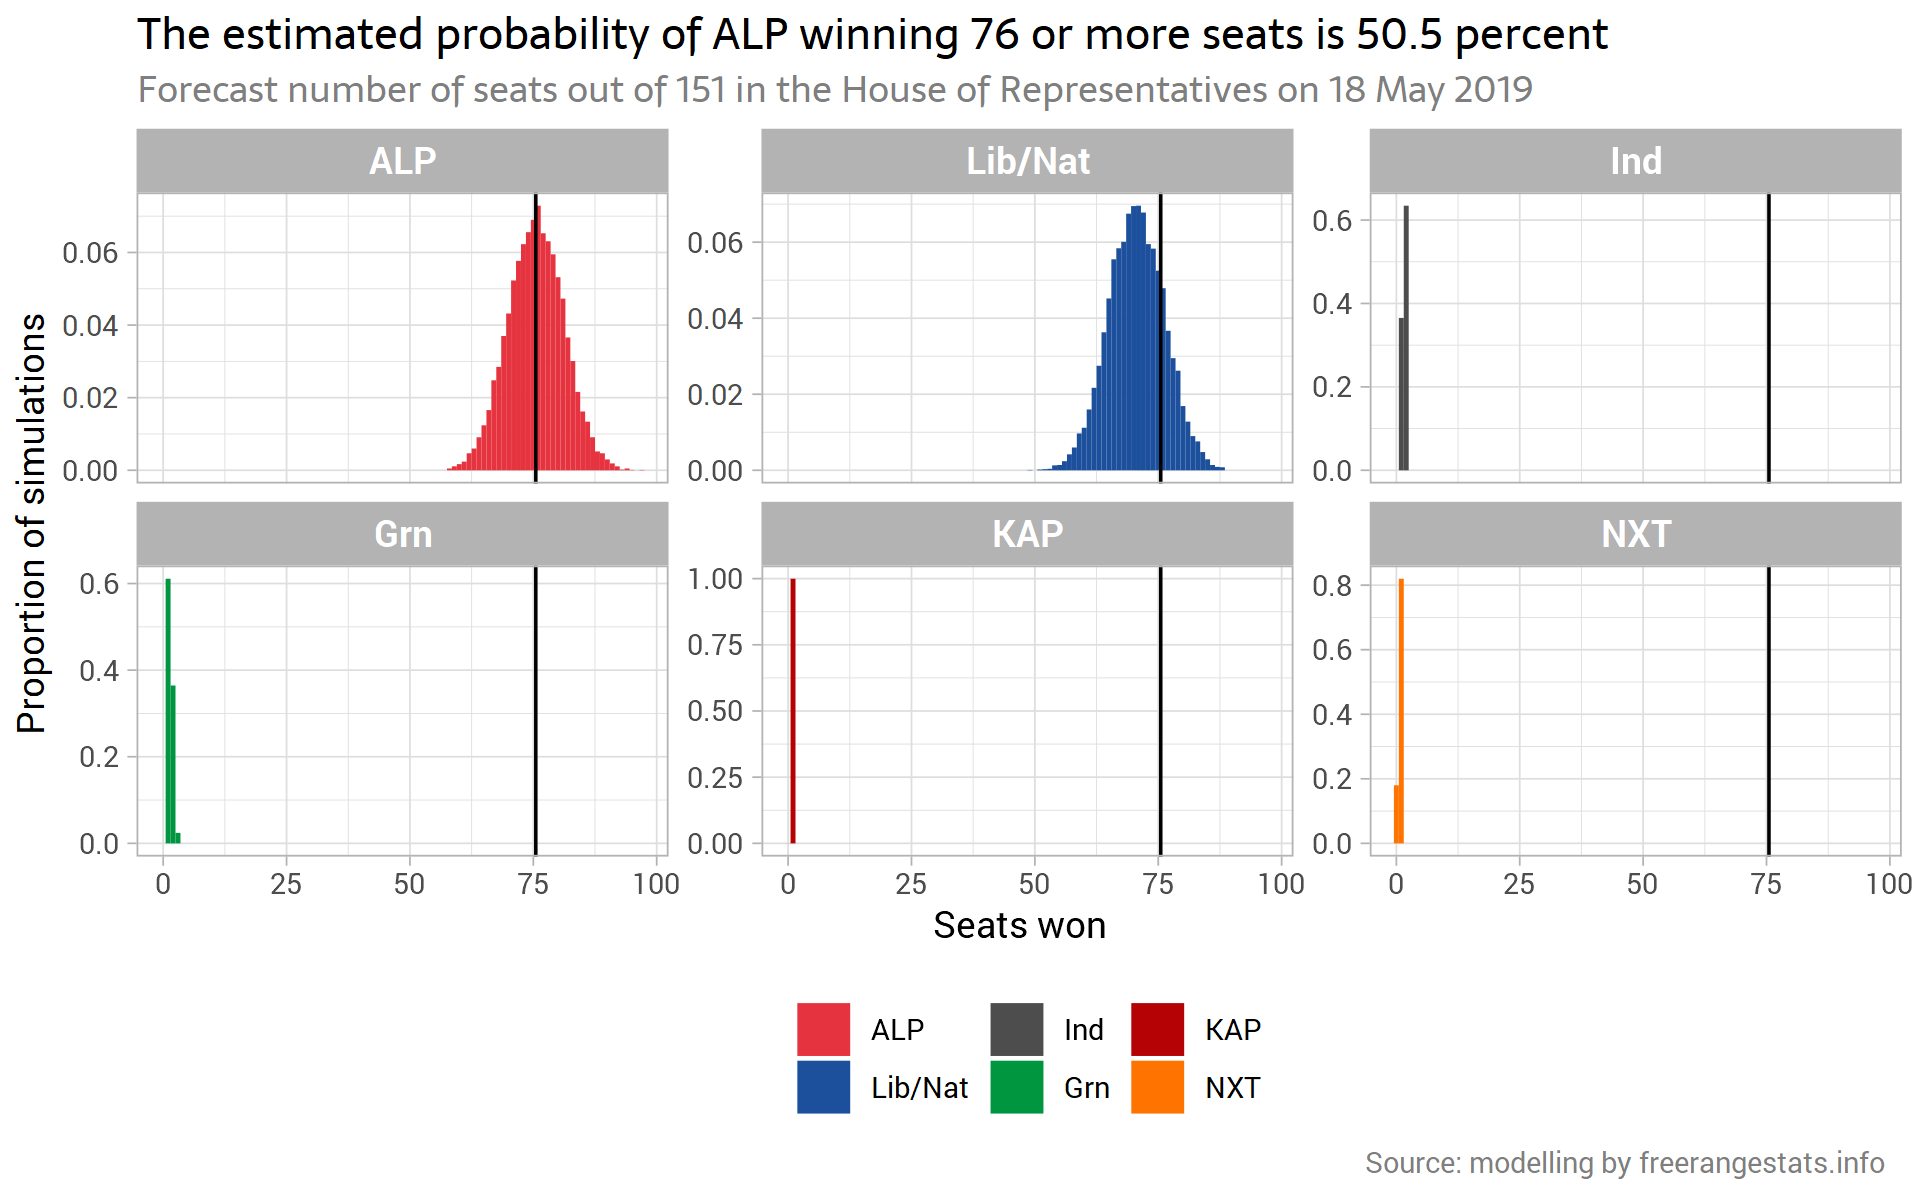 The estimated probability of ALP winning 76 or more seats is 50.5 percent
Forecast number of seats out of 151 in the House of Representatives on 18 May 2019
ALP
Lib/Nat
Ind
0.06
0.04
0.02
0.00
0.06
0.04
0.02
0.00
0.6
0.4
0.2
0.0
Proportion of simulations
Grn
KAP
NXT
0.6
0.4
0.2
0.0
1.00
0.75
0.50
0.25
0.00
0.8
0.6
0.4
0.2
0.0
0 25 50 75 100
0 25 50 75 100
0 25 50 75 100
Seats won
ALP
Ind
KAP
Lib/Nat
Grn
NXT
Source: modelling by freerangestats.info